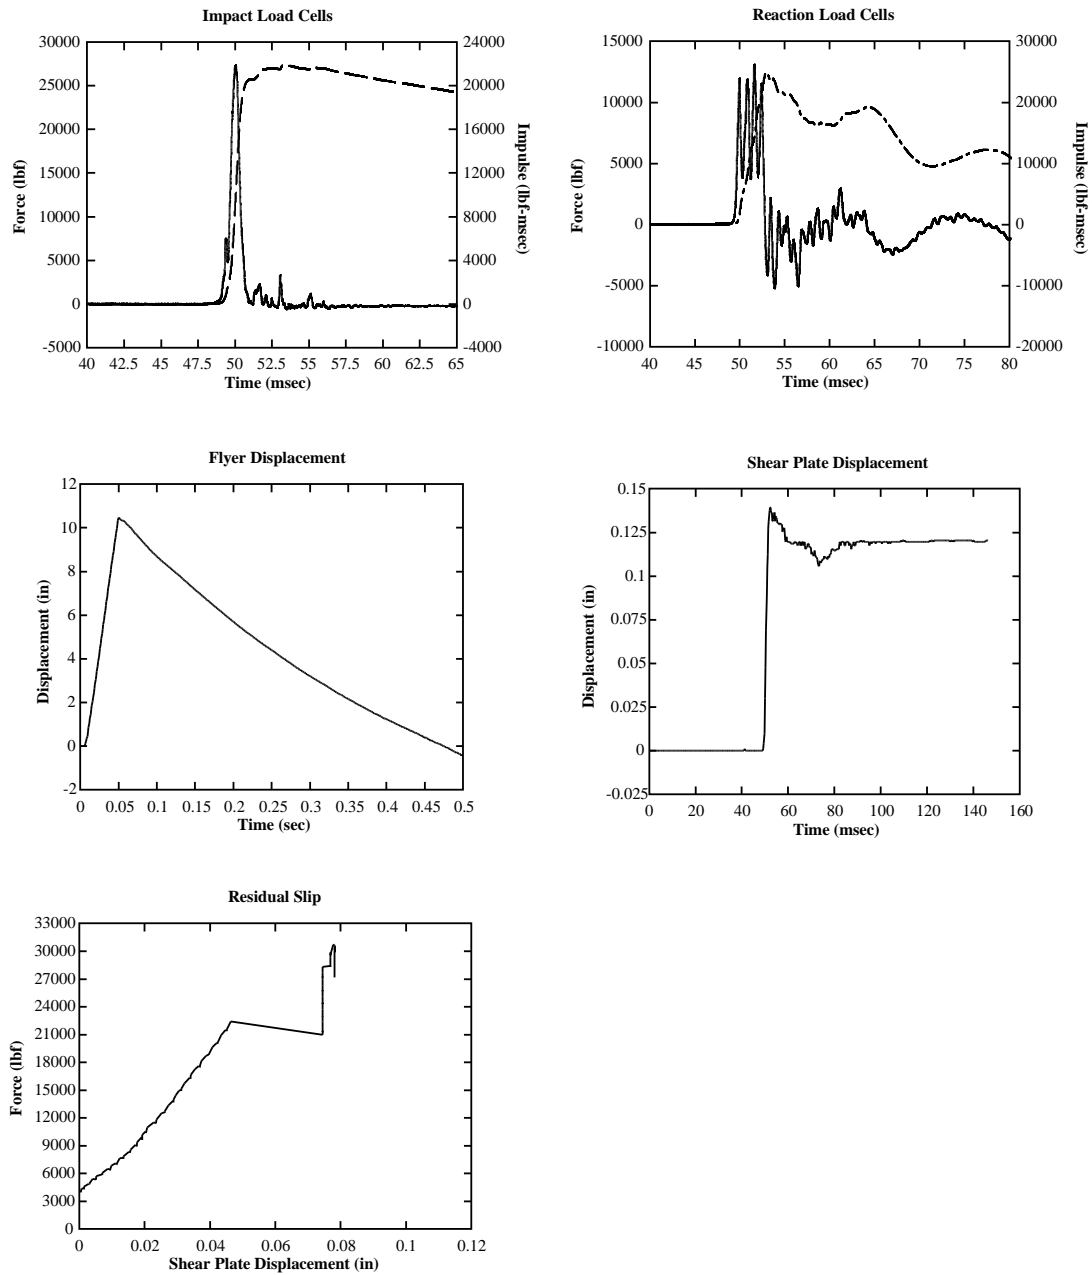 Impact Load Cells
30000
25000
20000
15000
10000
5000
0
-5000
24000
20000
16000
12000
8000
4000
0
-4000
Force (lbf)
Impulse (lbf-msec)
40 42.5 45 47.5 50 52.5 55 57.5 60 62.5 65
Time (msec)
Reaction Load Cells
15000
10000
5000
0
-5000
-10000
30000
20000
10000
0
-10000
-20000
Force (lbf)
Impulse (lbf-msec)
40 45 50 55 60 65 70 75 80
Time (msec)
Flyer Displacement
12
10
8
6
4
2
0
-2
Displacement (in)
0 0.05 0.1 0.15 0.2 0.25 0.3 0.35 0.4 0.45 0.5
Time (sec)
Shear Plate Displacement
0.15
0.125
0.1
0.075
0.05
0.025
0
-0.025
Displacement (in)
0 20 40 60 80 100 120 140 160
Time (msec)
Residual Slip
33000
30000
27000
24000
21000
18000
15000
12000
9000
6000
3000
0
Force (lbf)
0 0.02 0.04 0.06 0.08 0.1 0.12
Shear Plate Displacement (in)